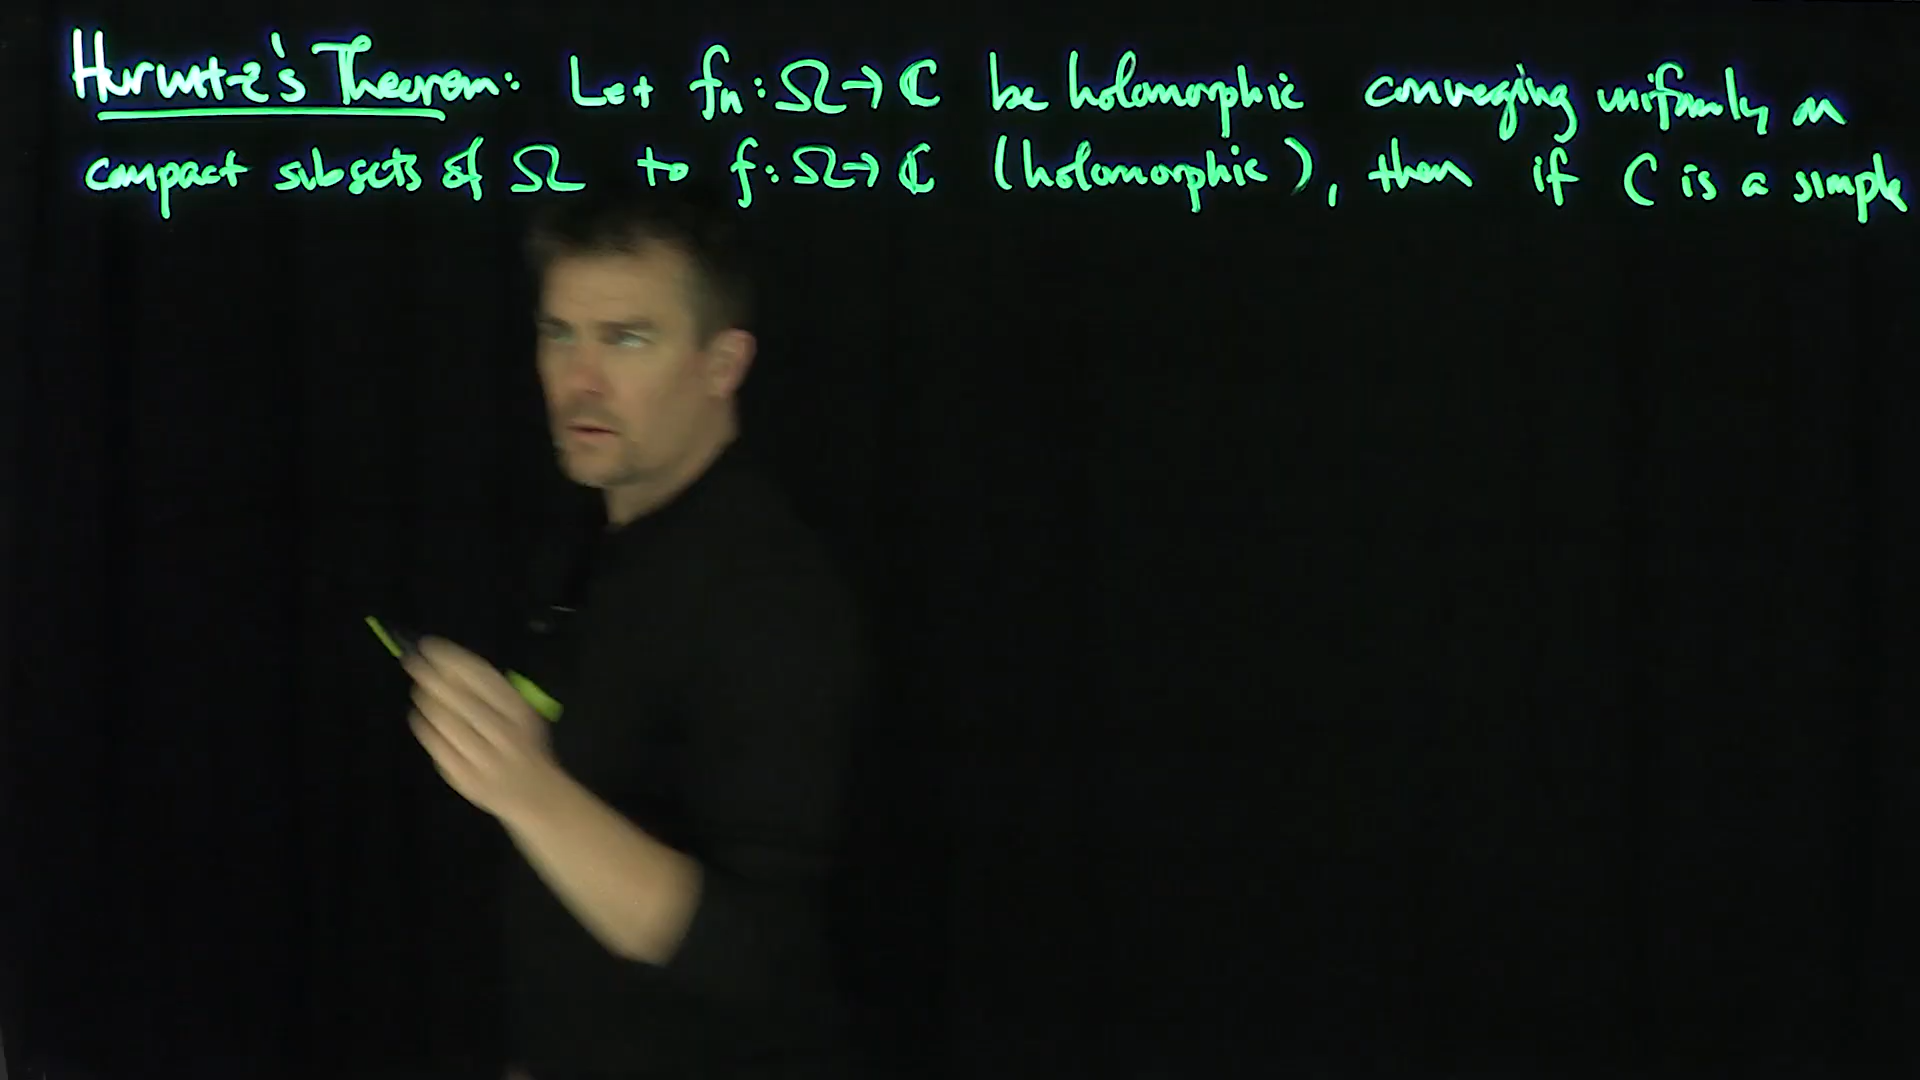 Hurwitz's Theorem: Let fₙ: Ω → ℂ be holomorphic converging uniformly on
compact subsets of Ω to f: Ω → ℂ (holomorphic), then if C is a simple